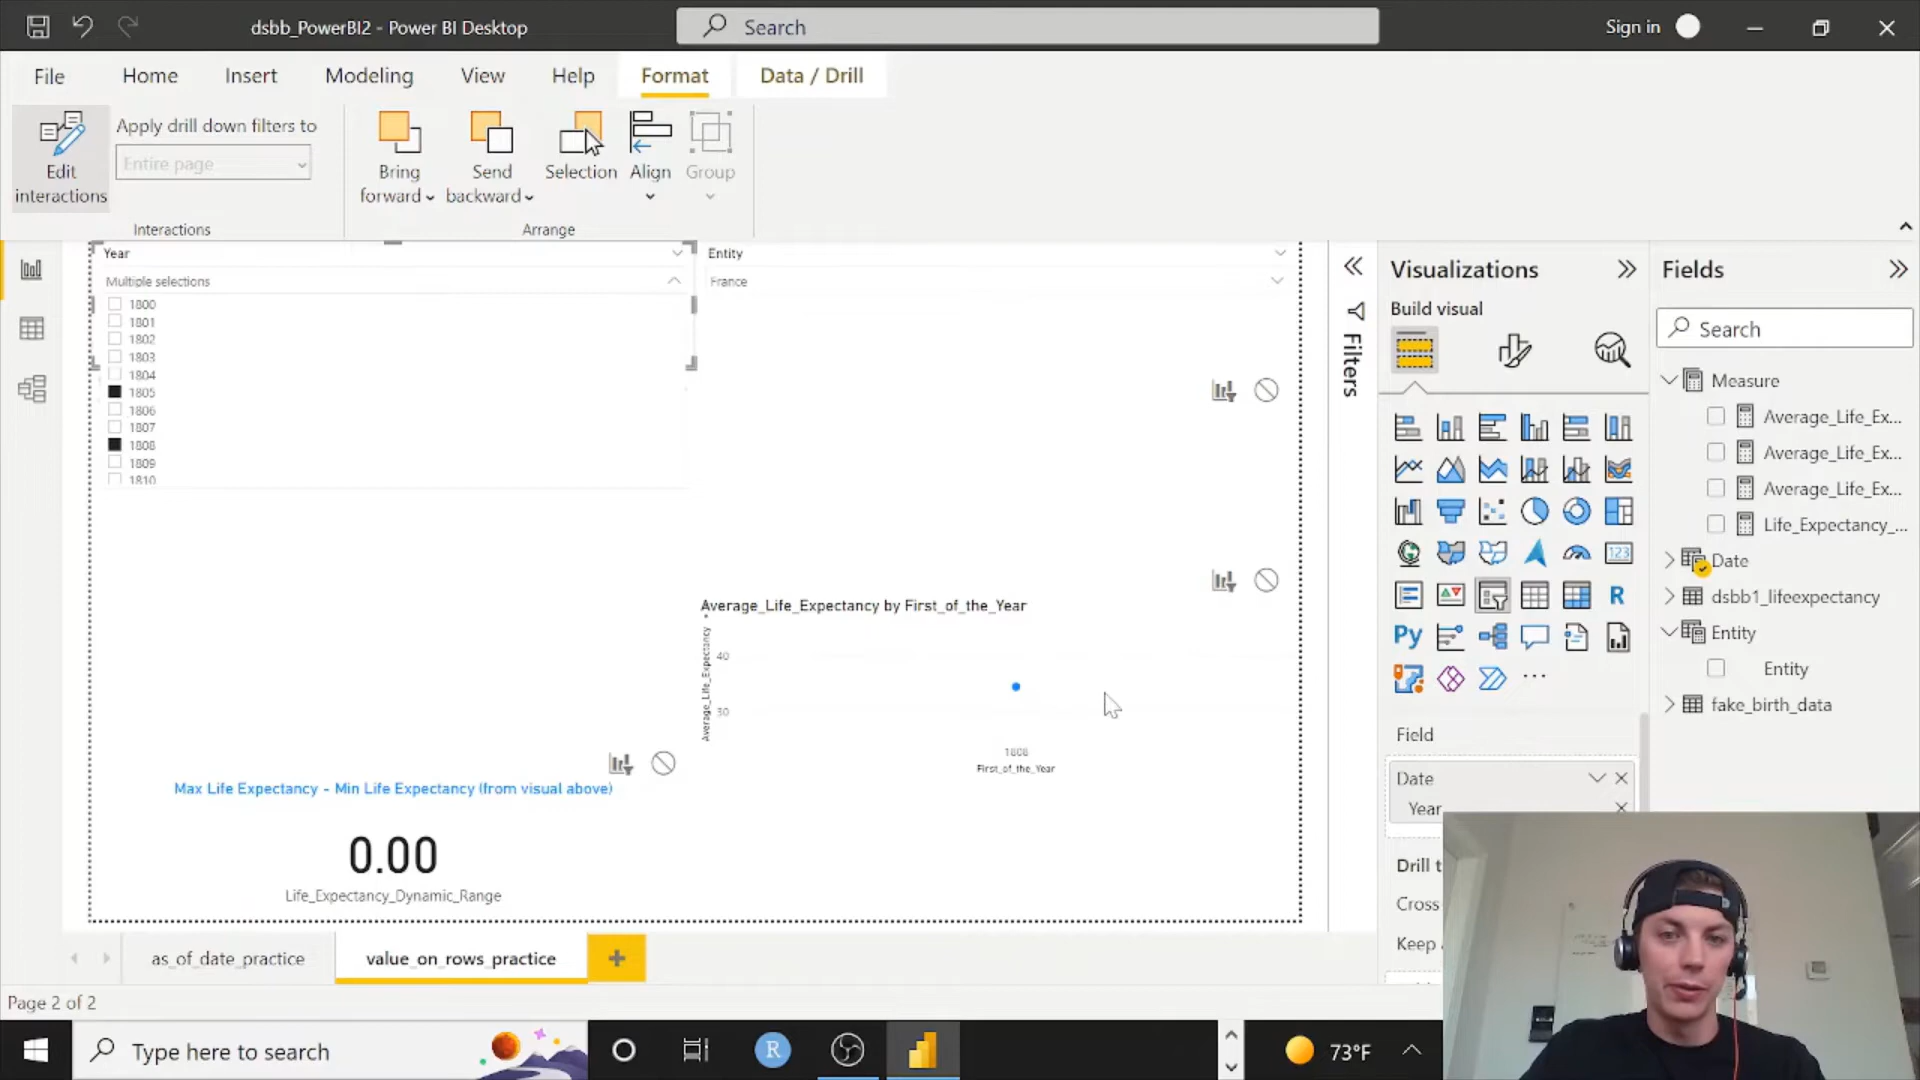 dsbb_PowerBI2 - Power BI Desktop
Search
Sign in
File
Home
Insert
Modeling
View
Help
Format
Data / Drill
Edit
interactions
Apply drill down filters to
Entire page
Interactions
Bring
forward
Send
backward
Selection
Align
Group
Arrange
Year
Multiple selections
1800
1801
1802
1803
1804
1805
1806
1807
1808
1809
1810
Entity
France
Average_Life_Expectancy by First_of_the_Year
Average_Life_Expectancy
40
30
1808
First_of_the_Year
Max Life Expectancy - Min Life Expectancy (from visual above)
0.00
Life_Expectancy_Dynamic_Range
Filters
Visualizations
Build visual
123
R
Py
Field
Date
Year
Drill t
Cross
Keep
Fields
Search
Measure
Average_Life_Ex...
Average_Life_Ex...
Average_Life_Ex...
Life_Expectancy_...
Date
dsbb1_lifeexpectancy
Entity
Entity
fake_birth_data
as_of_date_practice
value_on_rows_practice
Page 2 of 2
Type here to search
R
73°F